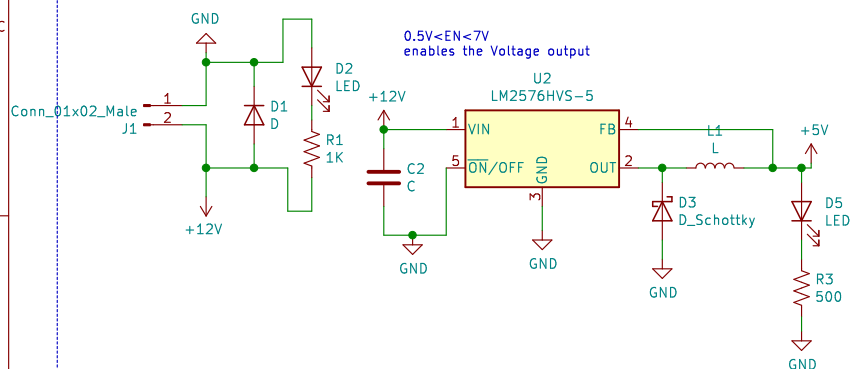 C
GND
0.5V<EN<7V
enables the Voltage output
Conn_01x02_Male
J1
1
2
D1
D
D2
LED
R1
1K
+12V
+12V
C2
C
GND
U2
LM2576HVS-5
1
VIN
5
ON/OFF
GND
3
FB
4
OUT
2
GND
L1
L
D3
D_Schottky
GND
+5V
D5
LED
R3
500
GND